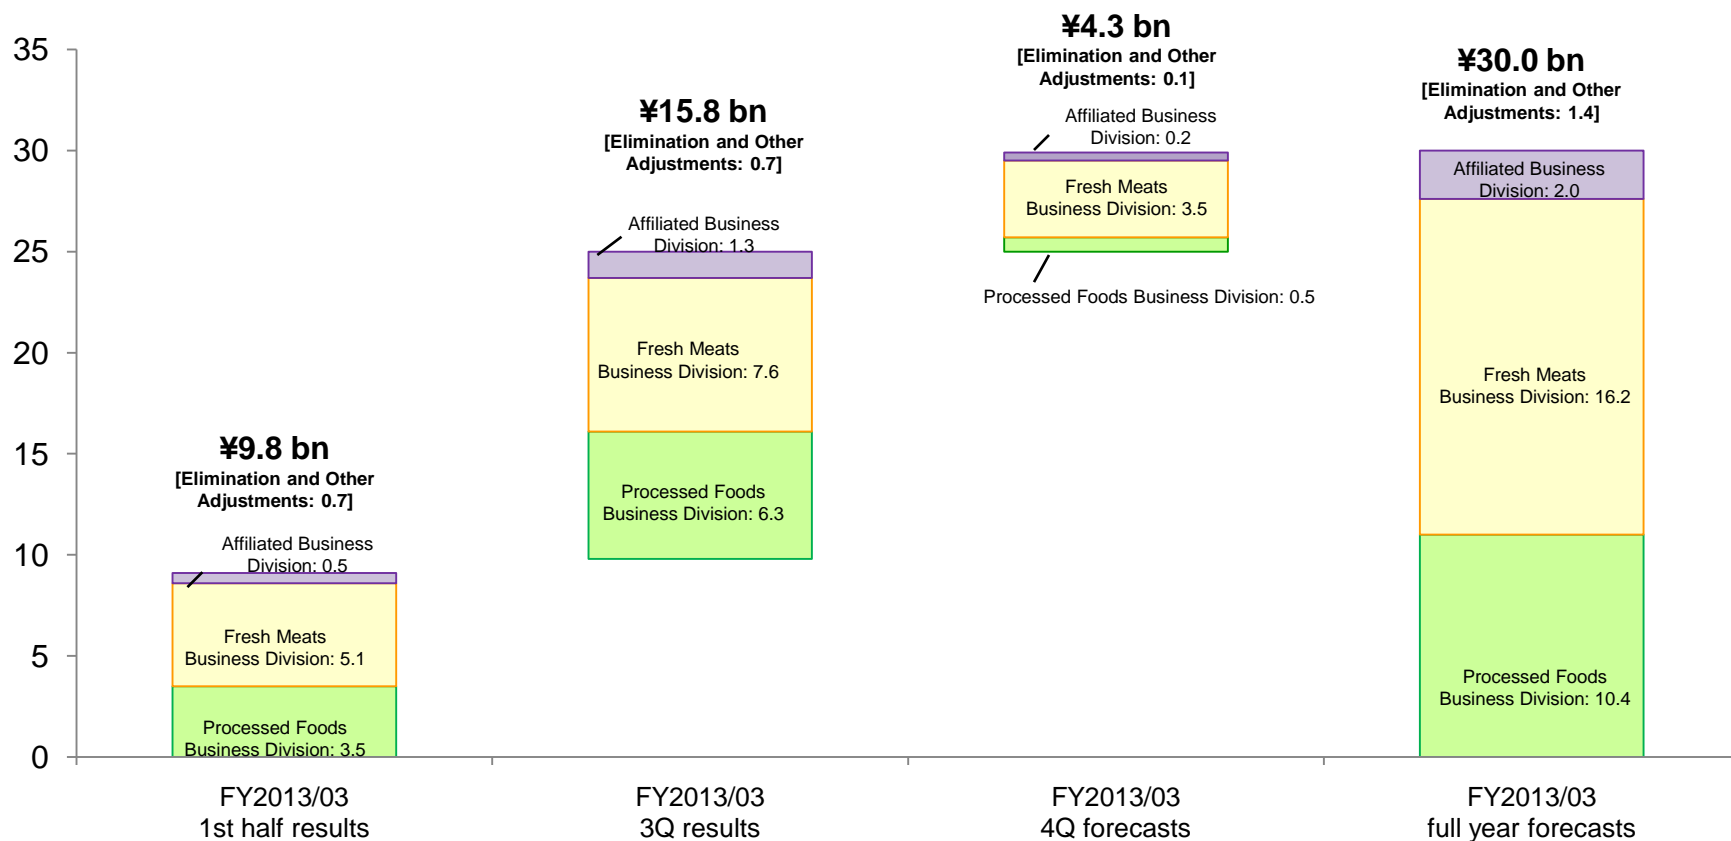 35
30
25
20
15
10
5
0
¥9.8 bn
[Elimination and Other
Adjustments: 0.7]
Affiliated Business
Division: 0.5
Fresh Meats
Business Division: 5.1
Processed Foods
Business Division: 3.5
¥15.8 bn
[Elimination and Other
Adjustments: 0.7]
Affiliated Business
Division: 1.3
Fresh Meats
Business Division: 7.6
Processed Foods
Business Division: 6.3
¥4.3 bn
[Elimination and Other
Adjustments: 0.1]
Affiliated Business
Division: 0.2
Fresh Meats
Business Division: 3.5
Processed Foods Business Division: 0.5
¥30.0 bn
[Elimination and Other
Adjustments: 1.4]
Affiliated Business
Division: 2.0
Fresh Meats
Business Division: 16.2
Processed Foods
Business Division: 10.4
FY2013/03
1st half results
FY2013/03
3Q results
FY2013/03
4Q forecasts
FY2013/03
full year forecasts